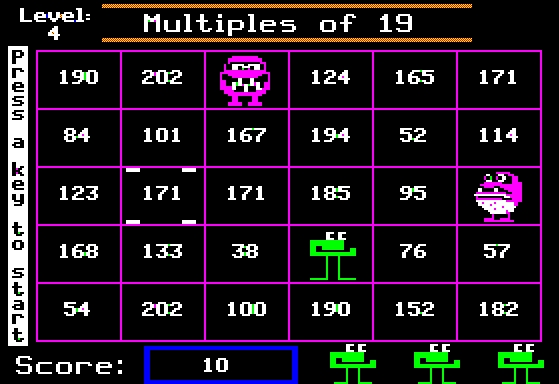 Level:
4
Multiples of 19
Press a key to start
190 202 124 165 171
84 101 167 194 52 114
123 171 171 185 95
168 133 38 76 57
54 202 100 190 152 182
Score: 10